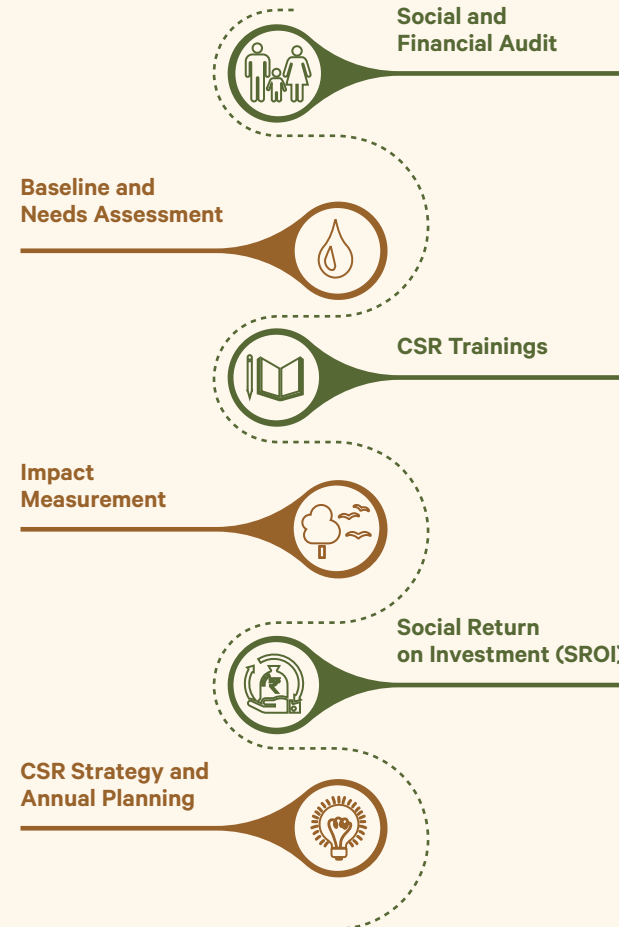 Social and
Financial Audit
Baseline and
Needs Assessment
CSR Trainings
Impact
Measurement
Social Return
on Investment (SROI)
CSR Strategy and
Annual Planning